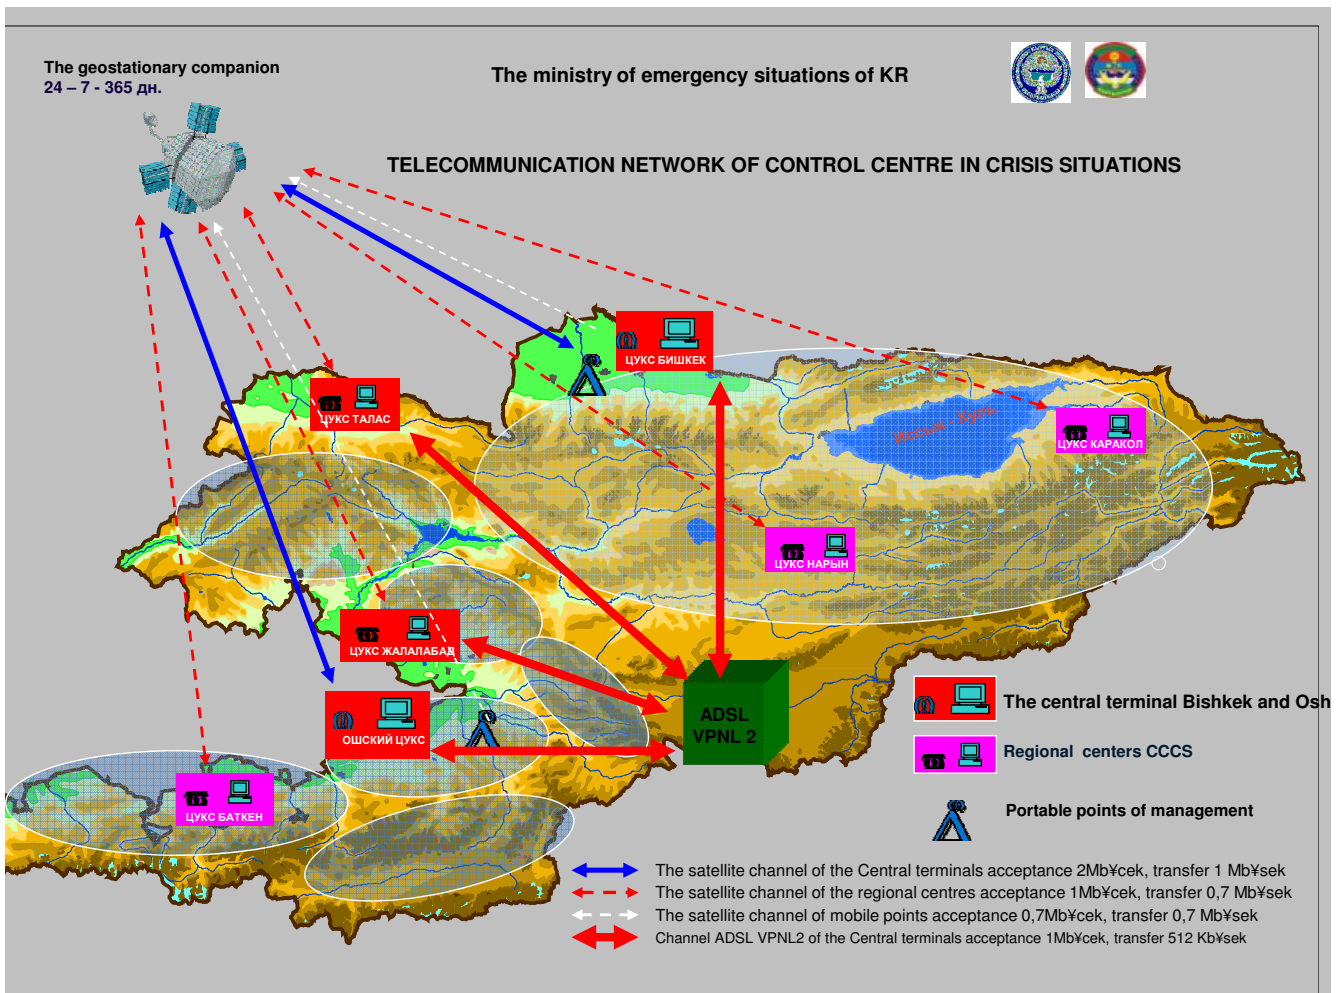 The geostationary companion
24 – 7 - 365 дн.
The ministry of emergency situations of KR
TELECOMMUNICATION NETWORK OF CONTROL CENTRE IN CRISIS SITUATIONS
ЦУКС БИШКЕК
ЦУКС ТАЛАС
Иссык - Куль
ЦУКС КАРАКОЛ
ЦУКС НАРЫН
ЦУКС ЖАЛАЛАБАД
ОШСКИЙ ЦУКС
ADSL
VPNL 2
ЦУКС БАТКЕН
The central terminal Bishkek and Osh
Regional centers CCCS
Portable points of management
The satellite channel of the Central terminals acceptance 2Mb¥cek, transfer 1 Mb¥sek
The satellite channel of the regional centres acceptance 1Mb¥cek, transfer 0,7 Mb¥sek
The satellite channel of mobile points acceptance 0,7Mb¥cek, transfer 0,7 Mb¥sek
Channel ADSL VPNL2 of the Central terminals acceptance 1Mb¥cek, transfer 512 Kb¥sek